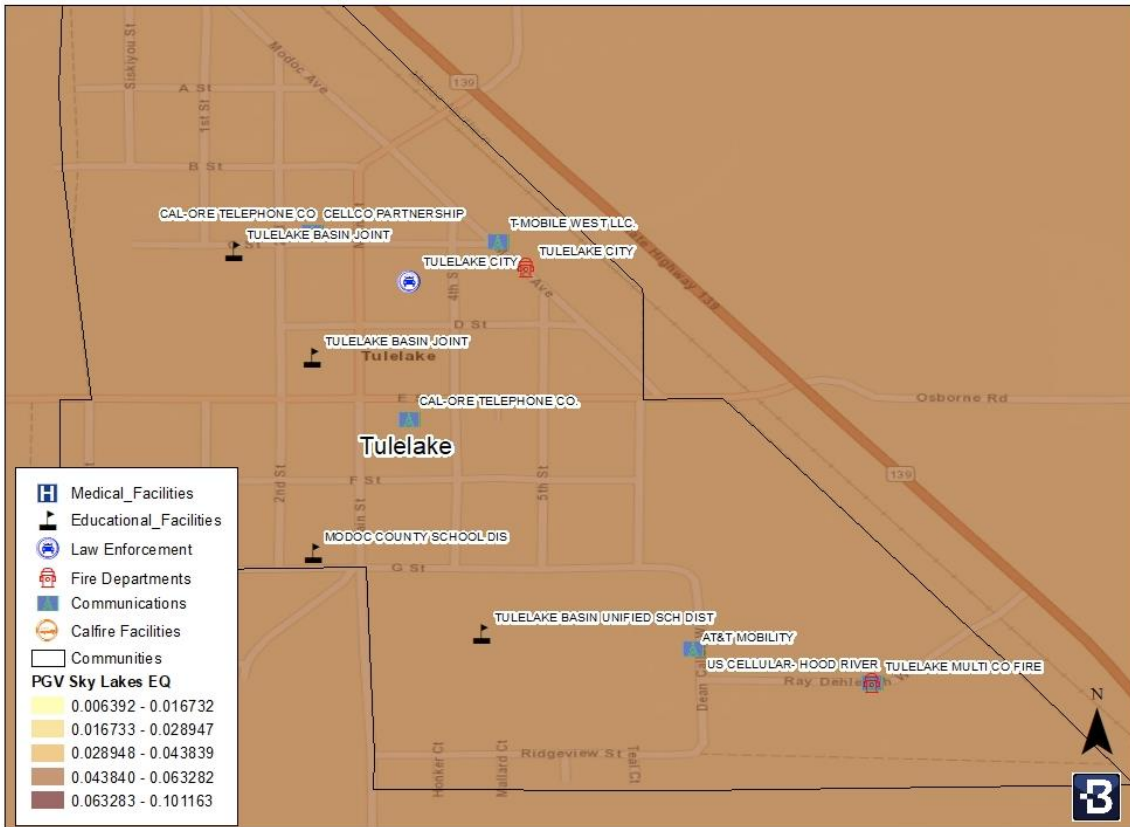 Siskiyou St
Modoc Ave
139
A St
1st St
B St
CAL-ORE TELEPHONE CO
CELLCO PARTNERSHIP
T-MOBILE WEST LLC.
TULELAKE BASIN JOINT
TULELAKE CITY
TULELAKE CITY
4th S
Ave
Highway 139
D St
TULELAKE BASIN JOINT
Tulelake
E S
CAL-ORE TELEPHONE CO.
Osborne Rd
Tulelake
139
2nd St
F St
5th St
ain St
MODOC COUNTY SCHOOL DIS
G St
TULELAKE BASIN UNIFIED SCH DIST
AT&T MOBILITY
US CELLULAR- HOOD RIVER
TULELAKE MULTI CO FIRE
Ridgeview St
Honker Ct
Mallard Ct
Teal Ct
N
H Medical_Facilities
Educational_Facilities
Law Enforcement
Fire Departments
Communications
Calfire Facilities
Communities
PGV Sky Lakes EQ
0.006392 - 0.016732
0.016733 - 0.028947
0.028948 - 0.043839
0.043840 - 0.063282
0.063283 - 0.101163
B